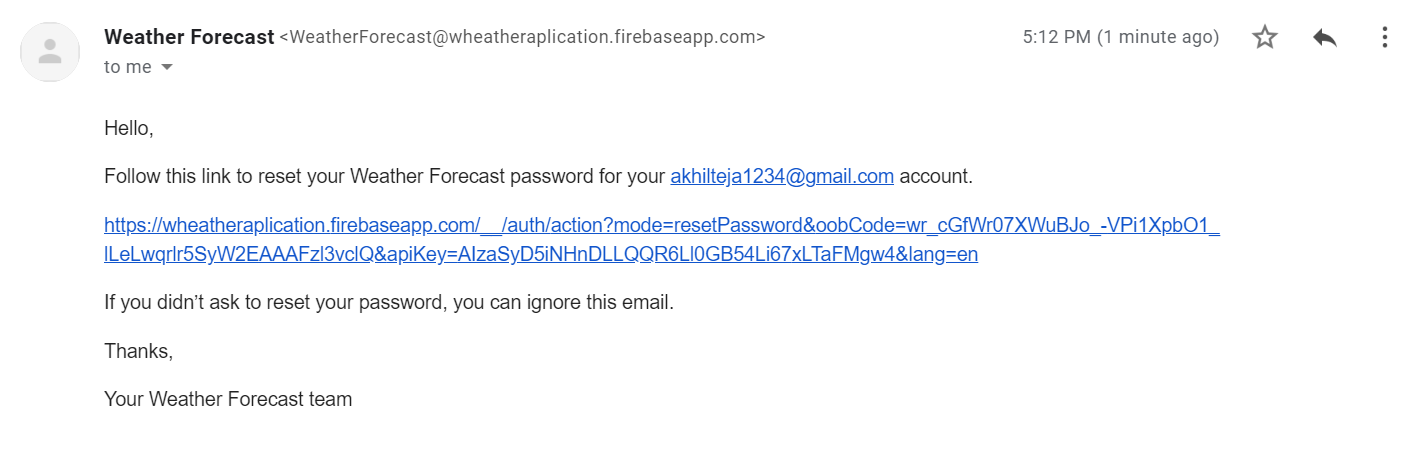 Weather Forecast <WeatherForecast@wheatheraplication.firebaseapp.com> 5:12 PM (1 minute ago)
to me
Hello,
Follow this link to reset your Weather Forecast password for your akhilteja1234@gmail.com account.
https://wheatheraplication.firebaseapp.com/__/auth/action?mode=resetPassword&oobCode=wr_cGfWr07XWuBJo_-VPi1XpbO1_
lLeLwqrlr5SyW2EAAAFzl3vclQ&apiKey=AIzaSyD5iNHnDLLQQR6Ll0GB54Li67xLTaFMgw4&lang=en
If you didn’t ask to reset your password, you can ignore this email.
Thanks,
Your Weather Forecast team